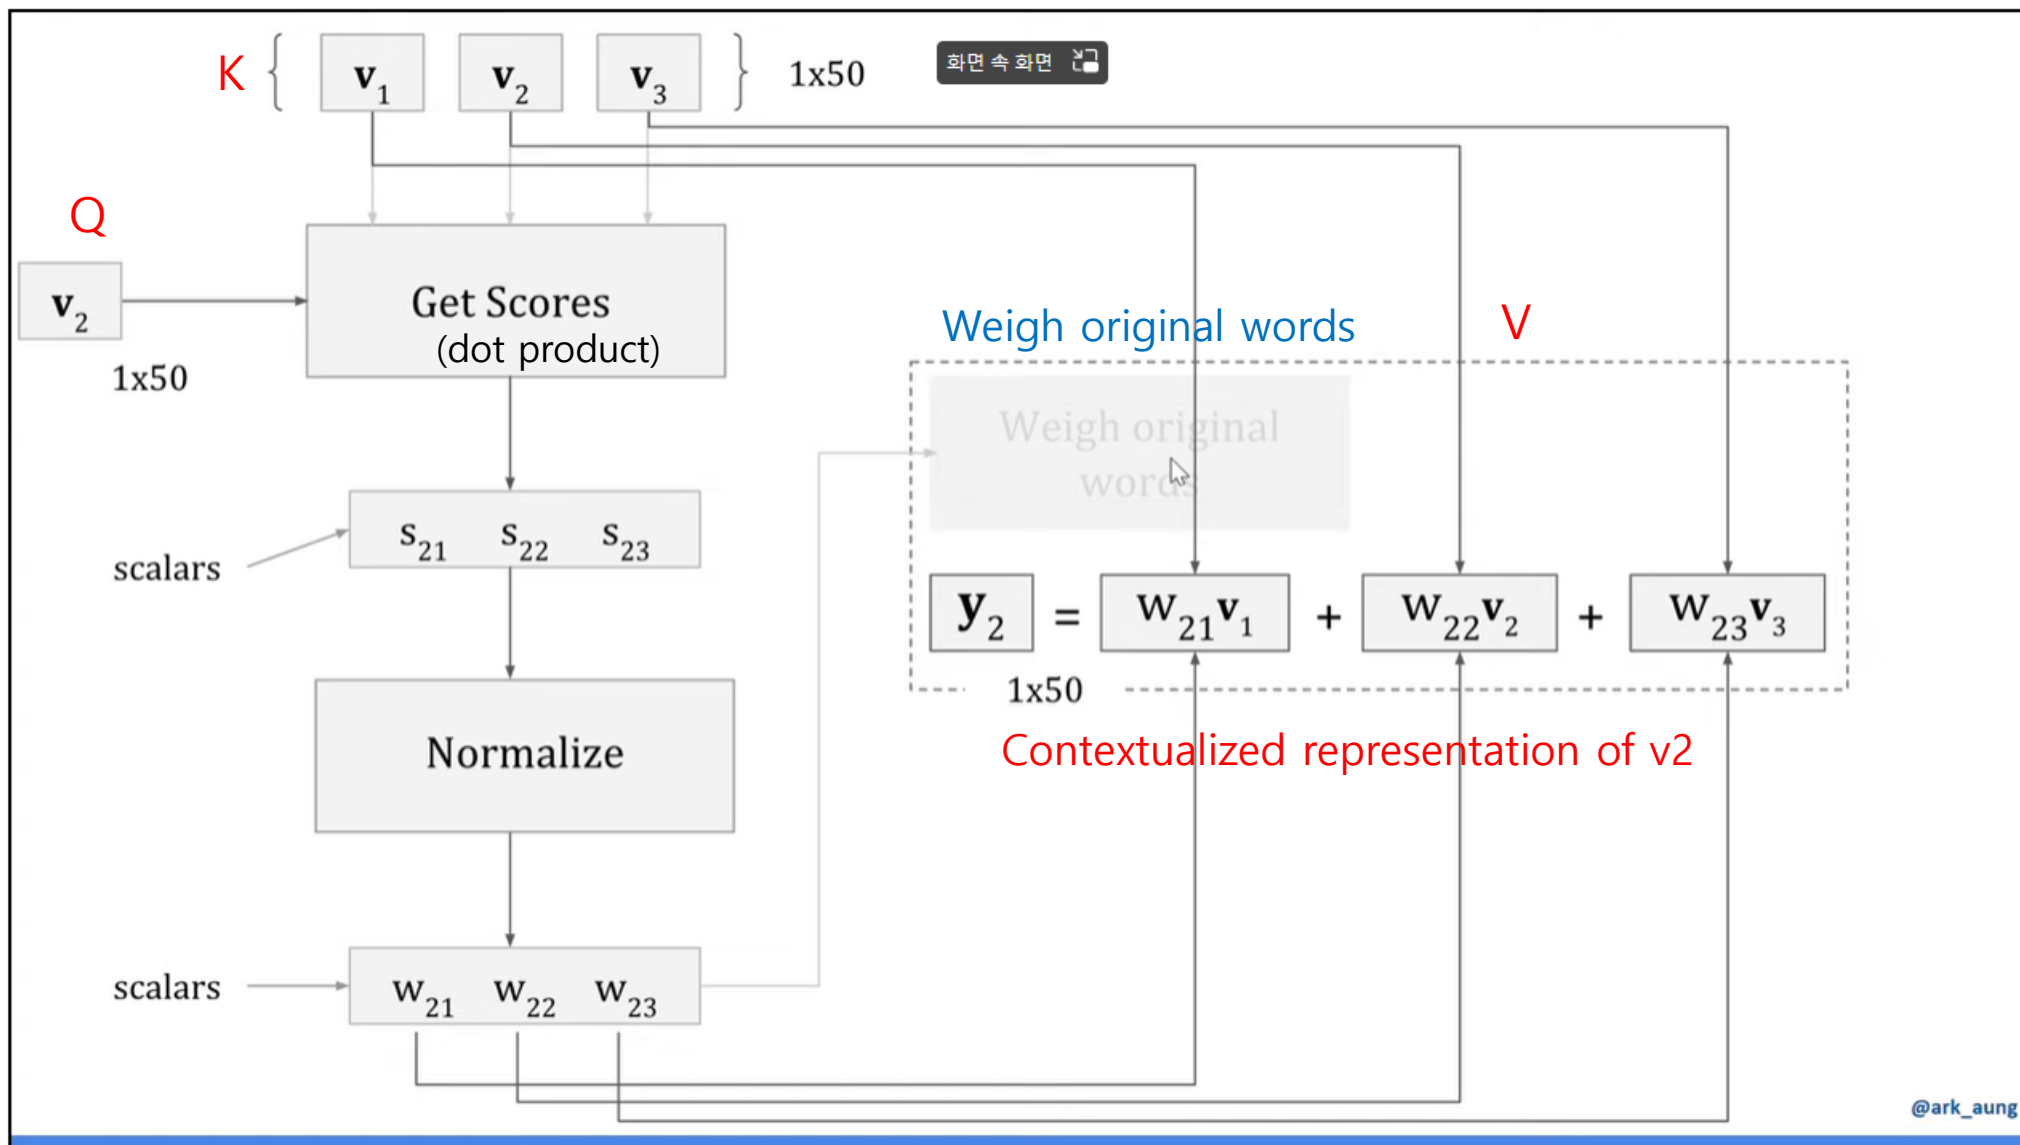 K { v1 v2 v3 } 1x50
화면 속 화면
Q
v2
1x50
Get Scores
(dot product)
Weigh original words
V
Weigh original
words
scalars
s21 s22 s23
y2 = w21v1 + w22v2 + w23v3
1x50
Contextualized representation of v2
Normalize
scalars
w21 w22 w23
@ark_aung